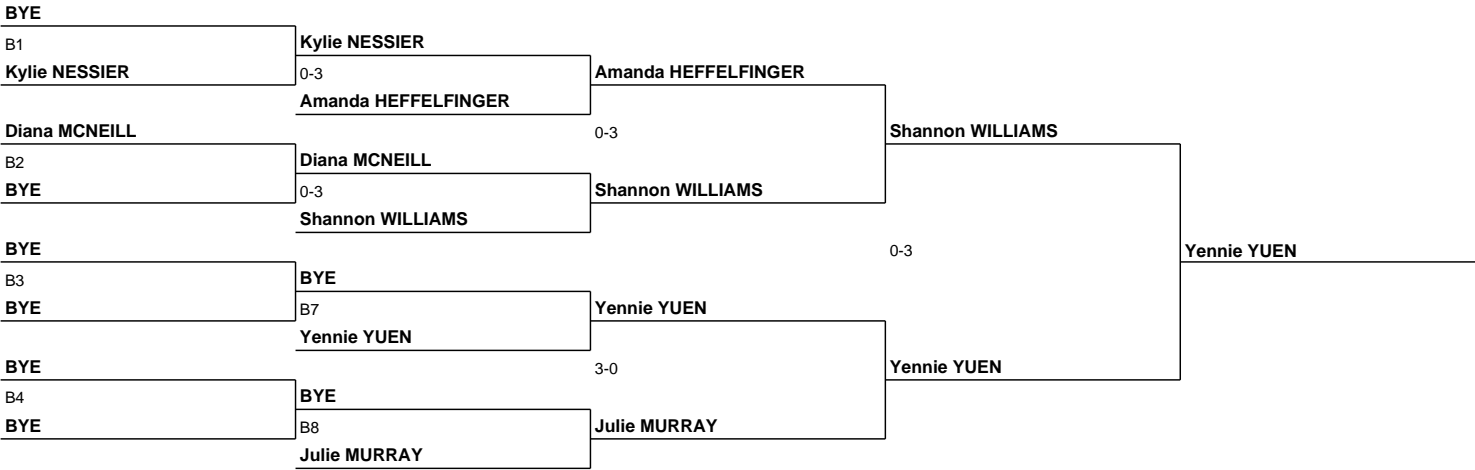 BYE
B1
Kylie NESSIER
Kylie NESSIER
0-3
Amanda HEFFELFINGER
Amanda HEFFELFINGER
Diana MCNEILL
B2
BYE
Diana MCNEILL
0-3
Shannon WILLIAMS
0-3
Shannon WILLIAMS
Shannon WILLIAMS
BYE
B3
BYE
BYE
B7
Yennie YUEN
Yennie YUEN
0-3
Yennie YUEN
BYE
B4
BYE
BYE
B8
Julie MURRAY
3-0
Julie MURRAY
Yennie YUEN